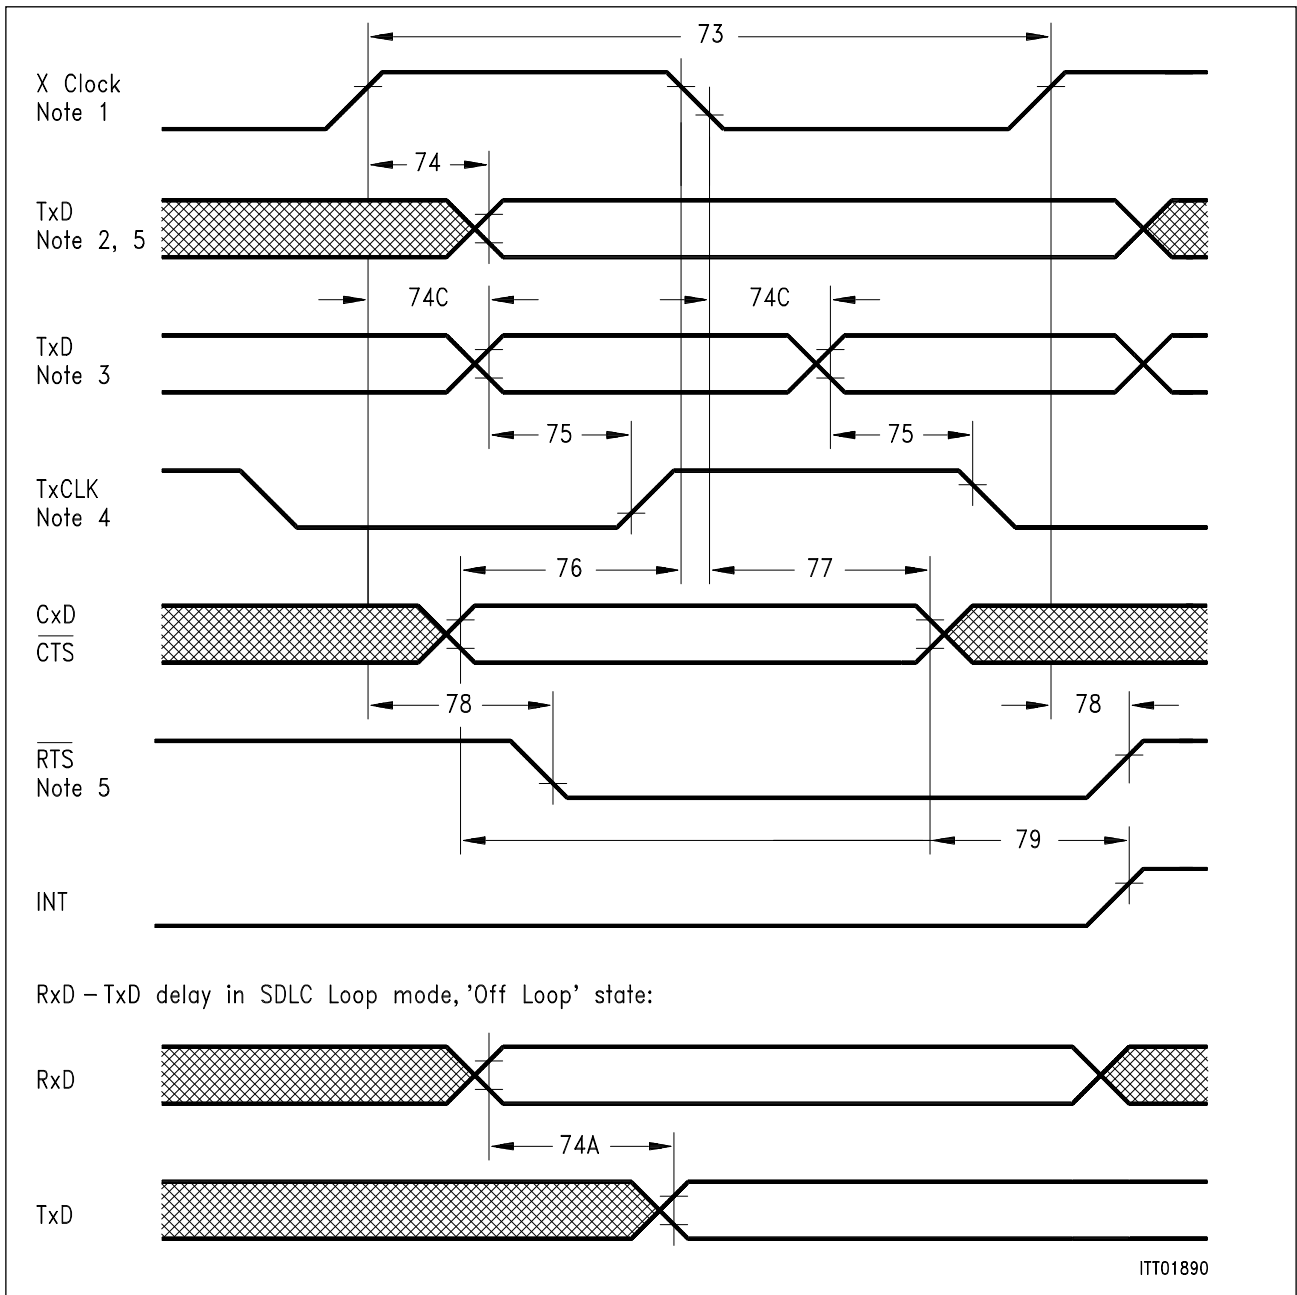 73
X Clock
Note 1
74
TxD
Note 2, 5
74C 74C
TxD
Note 3
75 75
TxCLK
Note 4
76 77
CxD
CTS
78 78
RTS
Note 5
79
INT
RxD – TxD delay in SDLC Loop mode, 'Off Loop' state:
RxD
74A
TxD
ITT01890